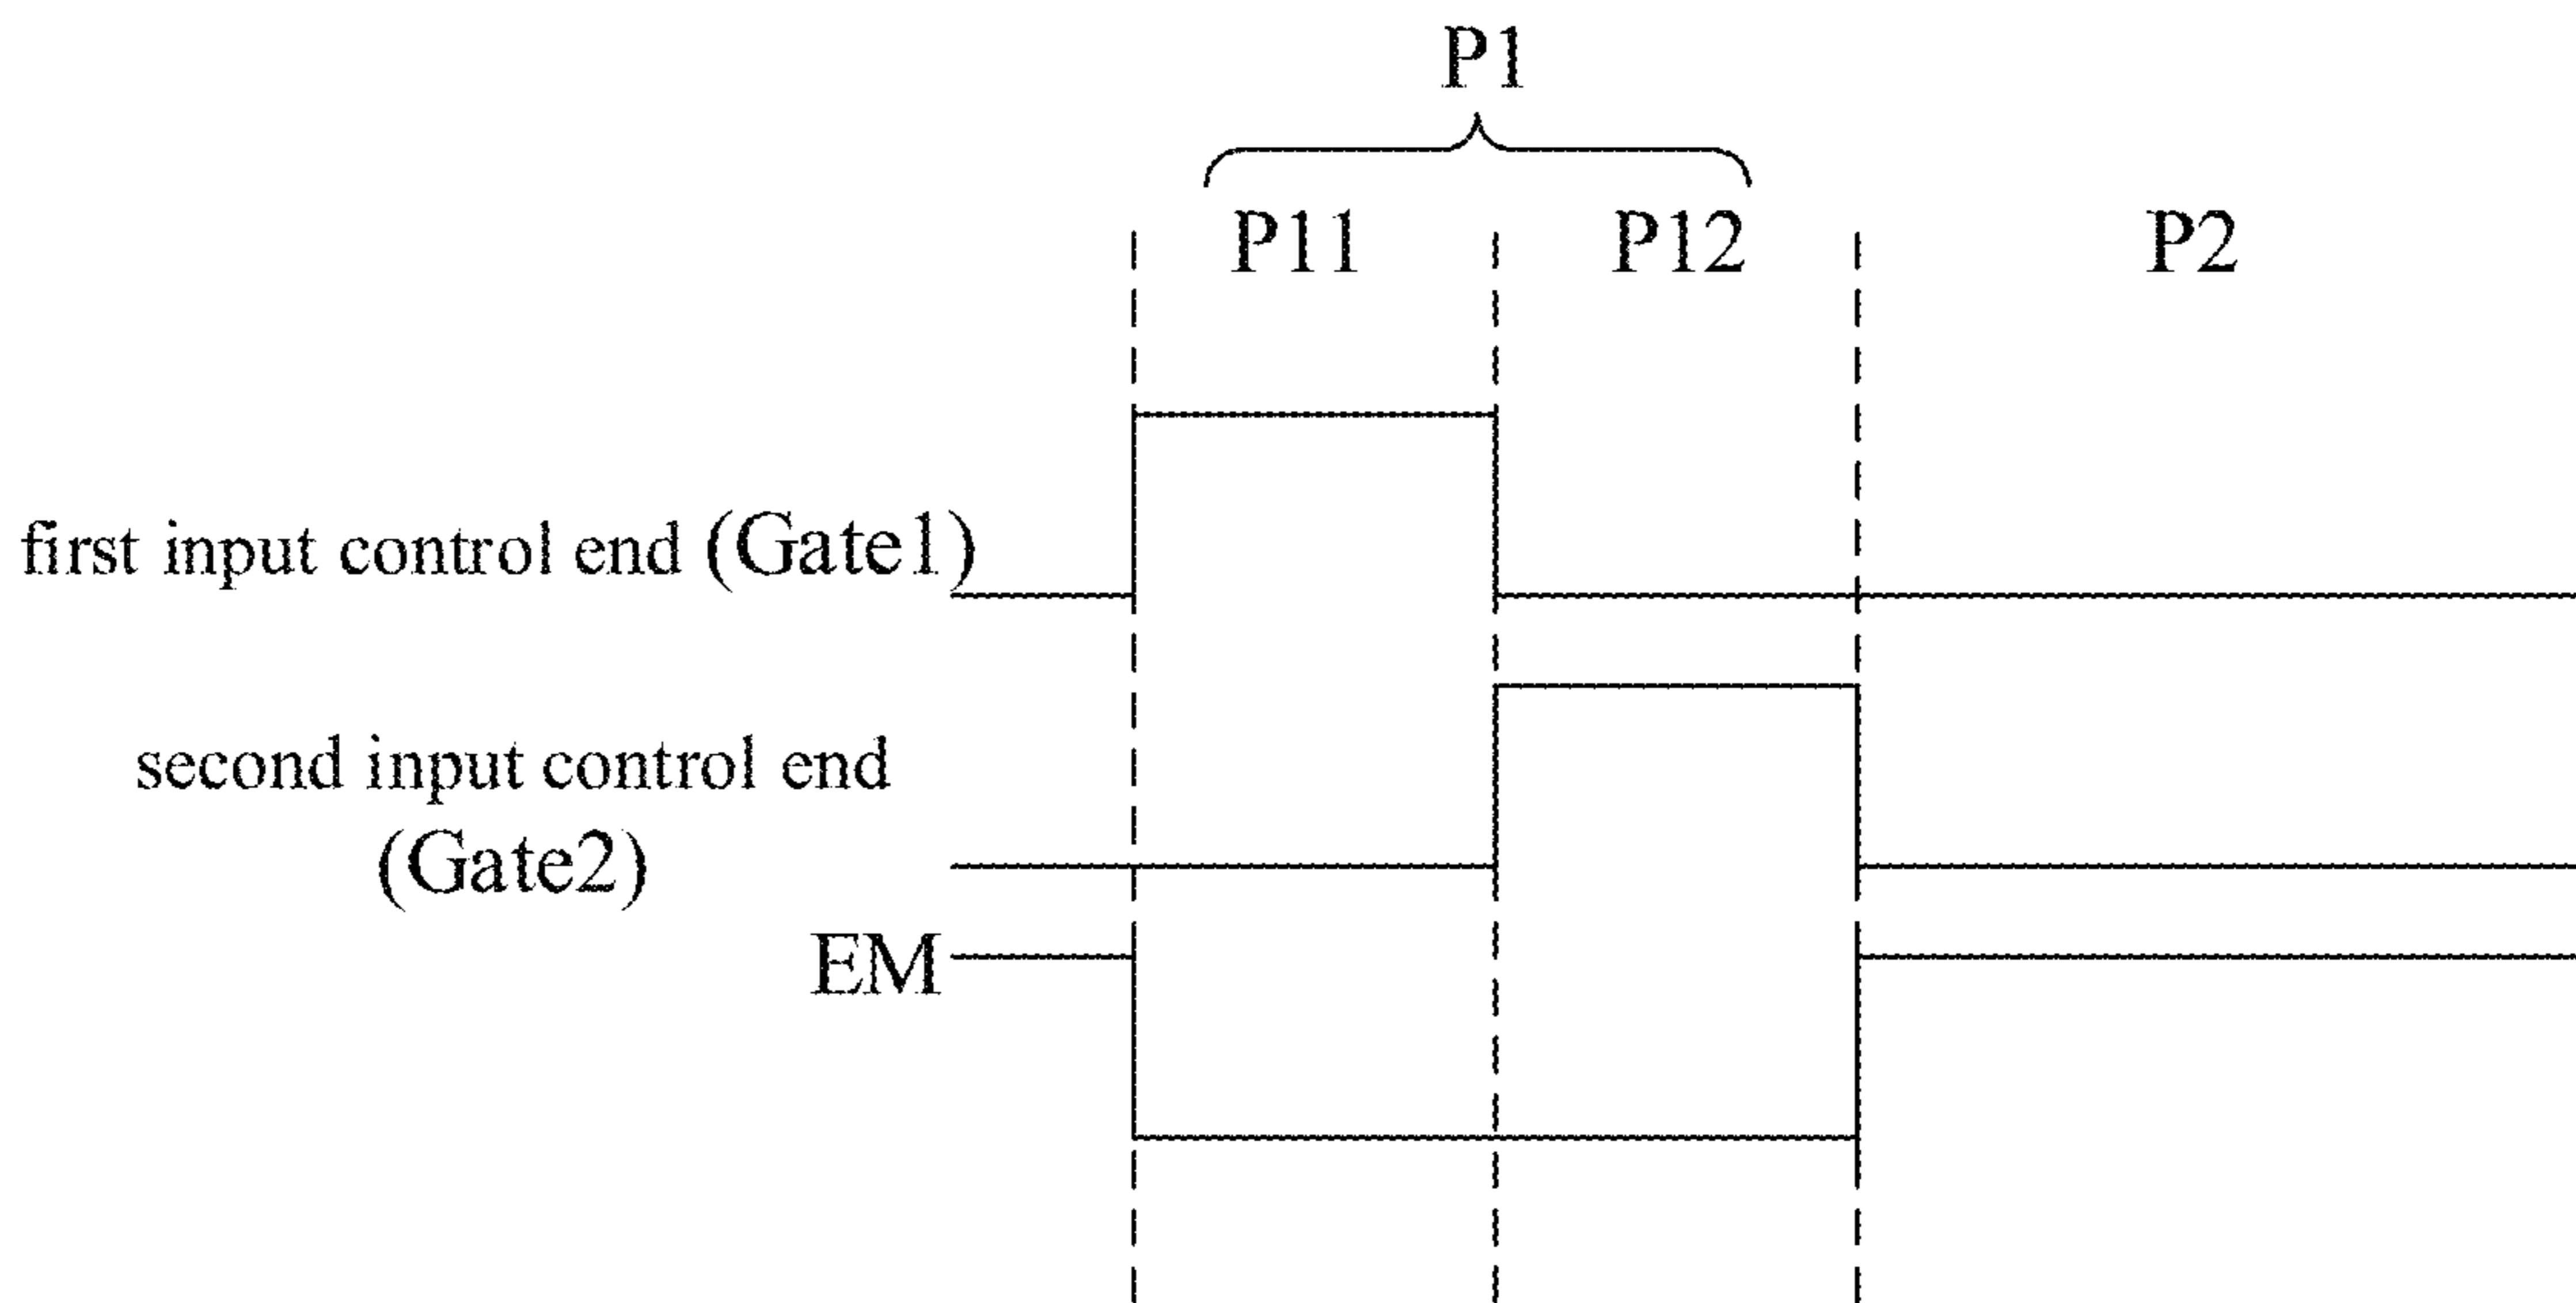 P1
P11 P12 P2
first input control end (Gate1)
second input control end
(Gate2)
EM